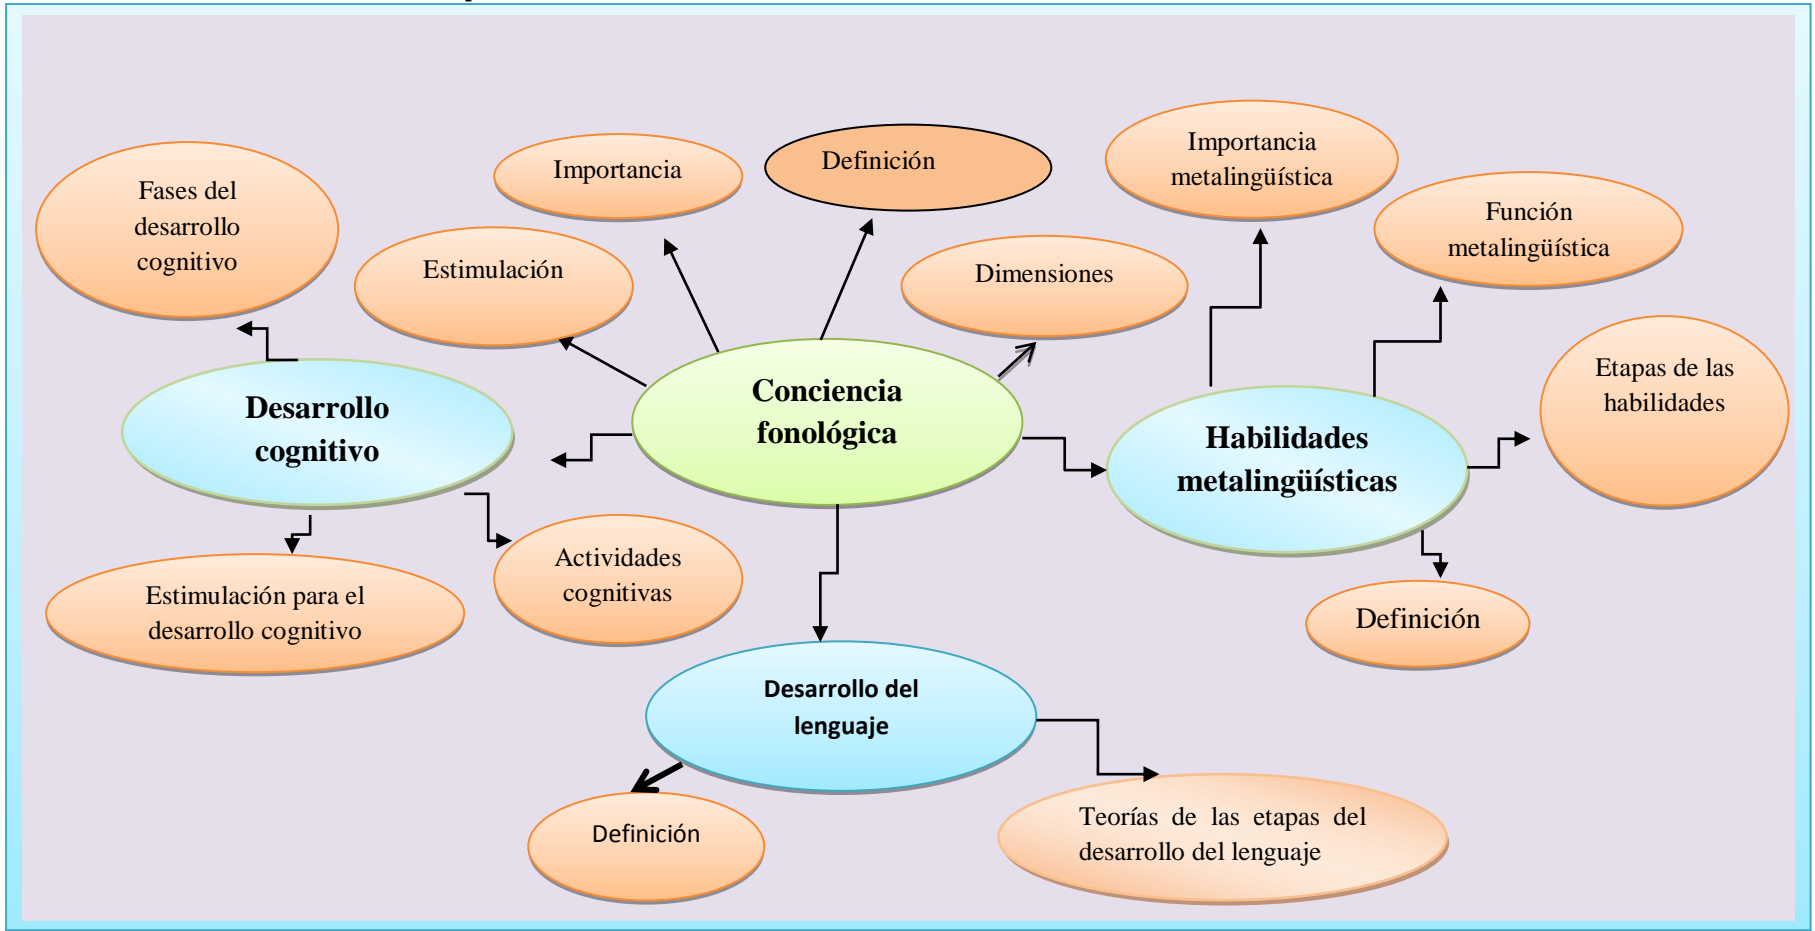 Importancia
Definición
Importancia
metalingüística
Fases del
desarrollo
cognitivo
Función
metalingüística
Estimulación
Dimensiones
Etapas de las
habilidades
Conciencia
fonológica
Desarrollo
cognitivo
Habilidades
metalingüísticas
Actividades
cognitivas
Estimulación para el
desarrollo cognitivo
Definición
Desarrollo del
lenguaje
Definición
Teorías de las etapas del
desarrollo del lenguaje